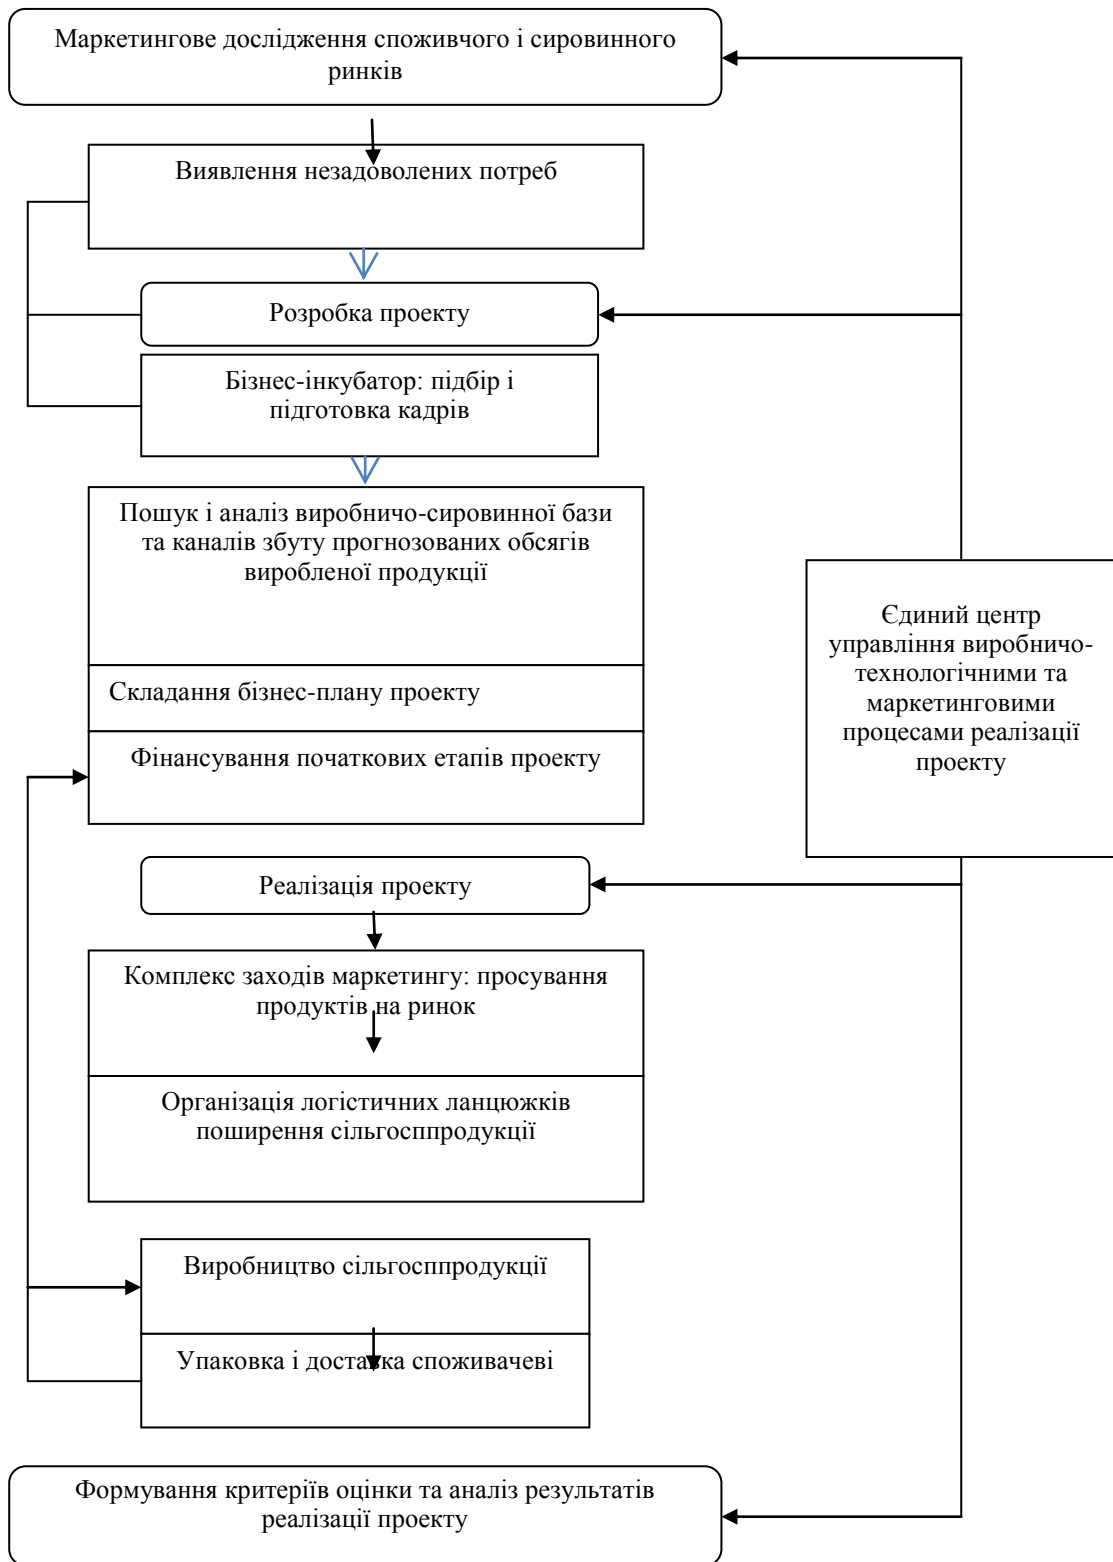 Маркетингове дослідження споживчого і сировинного
ринків
Виявлення незадоволених потреб
Розробка проекту
Бізнес-інкубатор: підбір і
підготовка кадрів
Пошук і аналіз виробничо-сировинної бази
та каналів збуту прогнозованих обсягів
виробленої продукції
Складання бізнес-плану проекту
Фінансування початкових етапів проекту
Єдиний центр
управління виробничо-
технологічними та
маркетинговими
процесами реалізації
проекту
Реалізація проекту
Комплекс заходів маркетингу: просування
продуктів на ринок
Організація логістичних ланцюжків
поширення сільгосппродукції
Виробництво сільгосппродукції
Упаковка і доставка споживачеві
Формування критеріїв оцінки та аналіз результатів
реалізації проекту